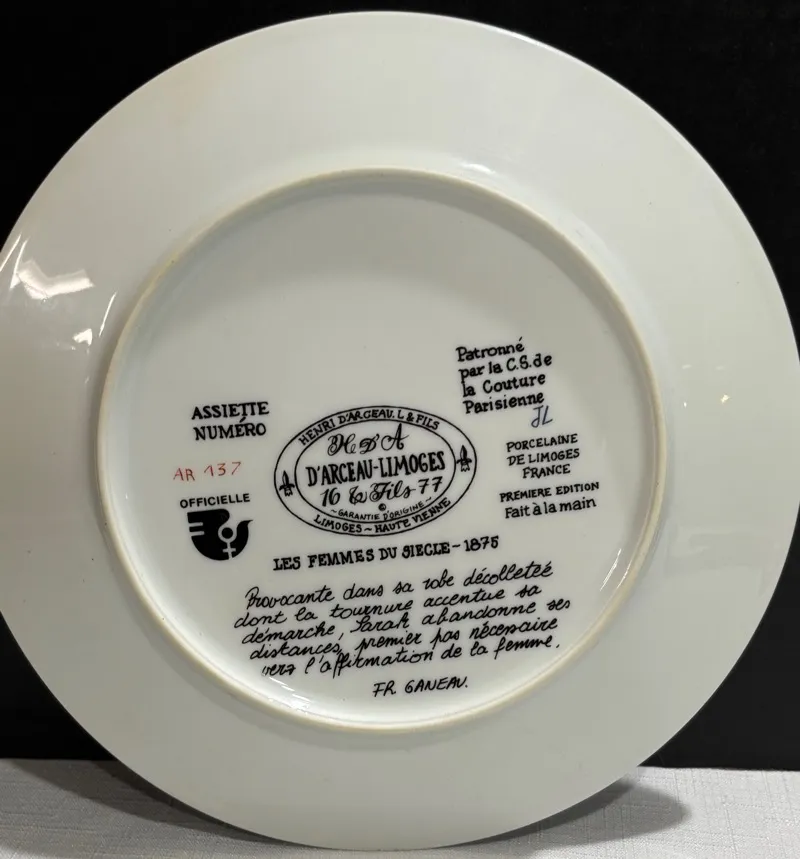 Patronné
par la C.S. de
la Couture
Parisienne
JL
ASSIETTE
NUMÉRO
AR 137
OFFICIELLE
HENRI D'ARCEAU. L & FILS
H D'A
D'ARCEAU-LIMOGES
16 & Fils 77
©
~GARANTIE D'ORIGINE~
LIMOGES ~ HAUTE VIENNE
PORCELAINE
DE LIMOGES
FRANCE
PREMIERE EDITION
Fait à la main
LES FEMMES DU SIECLE - 1875
Provocante dans sa robe décolleteé
dont la tournure accentue sa
démarche, Sarah abandonne ses
distances, premier pas nécessaire
vers l'affirmation de la femme.
FR GANEAU.